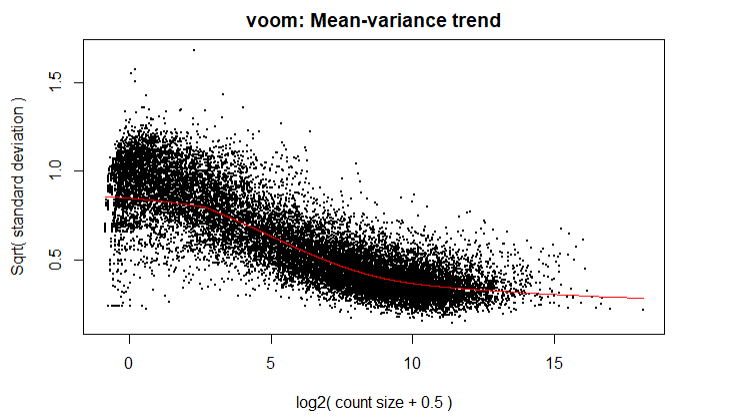 voom: Mean-variance trend
Sqrt( standard deviation )
1.5
1.0
0.5
0 5 10 15
log2( count size + 0.5 )